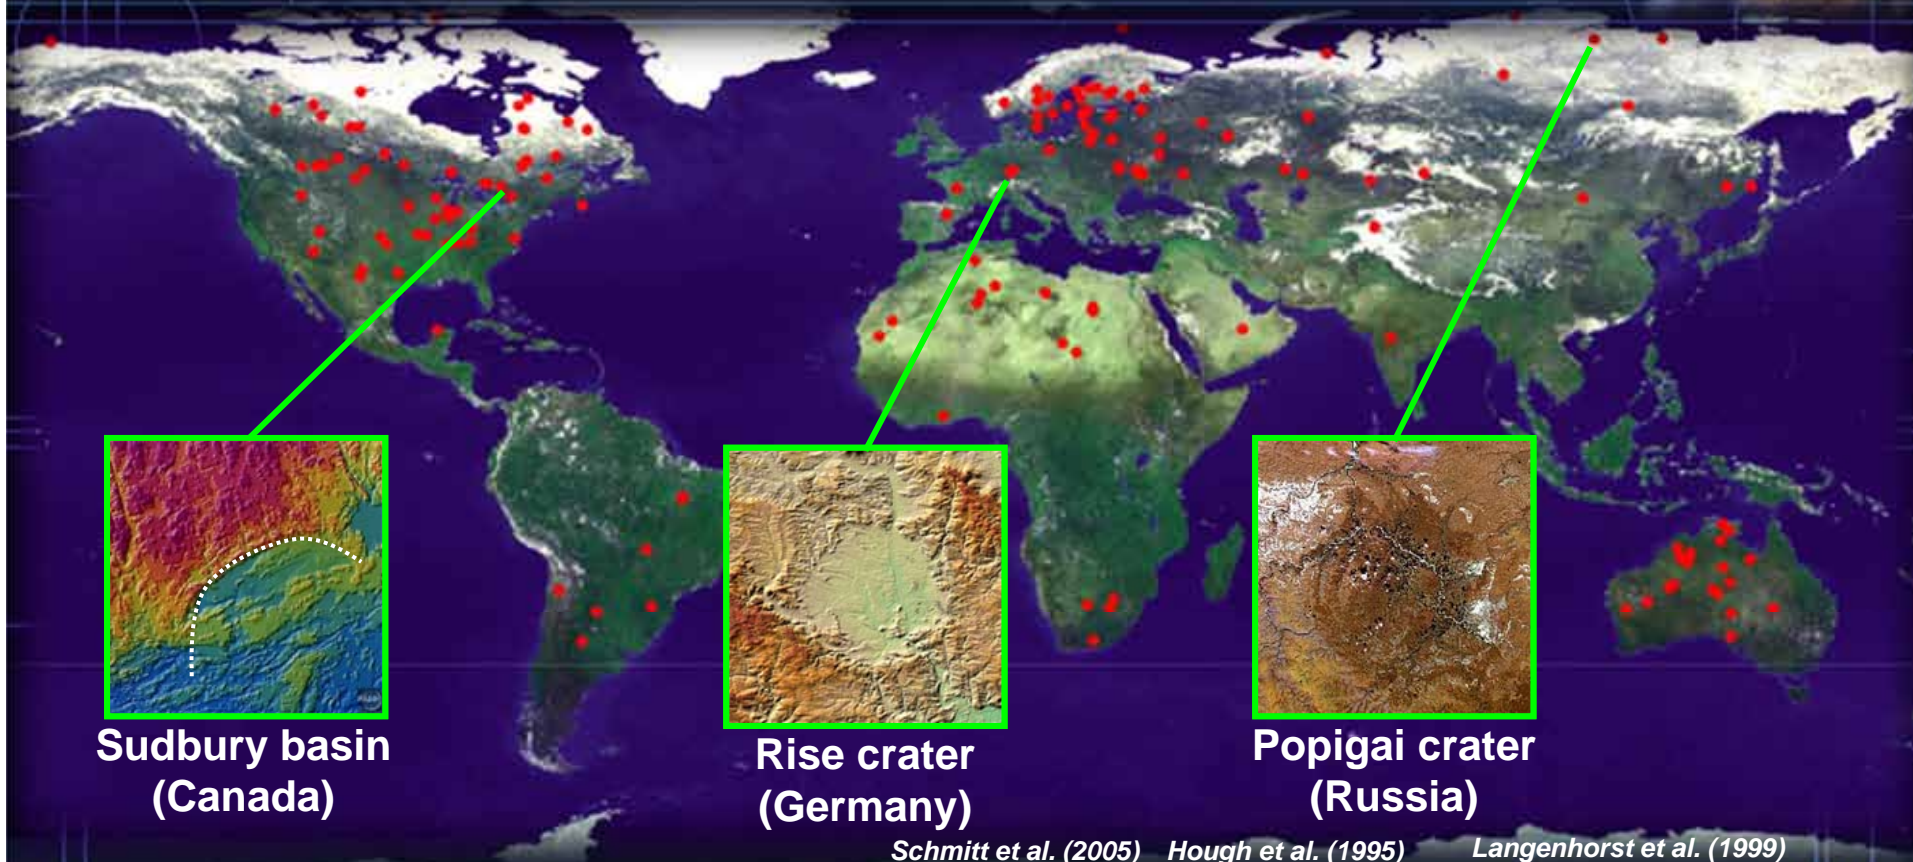 Sudbury basin
(Canada)
Rise crater
(Germany)
Popigai crater
(Russia)
Schmitt et al. (2005) Hough et al. (1995) Langenhorst et al. (1999)